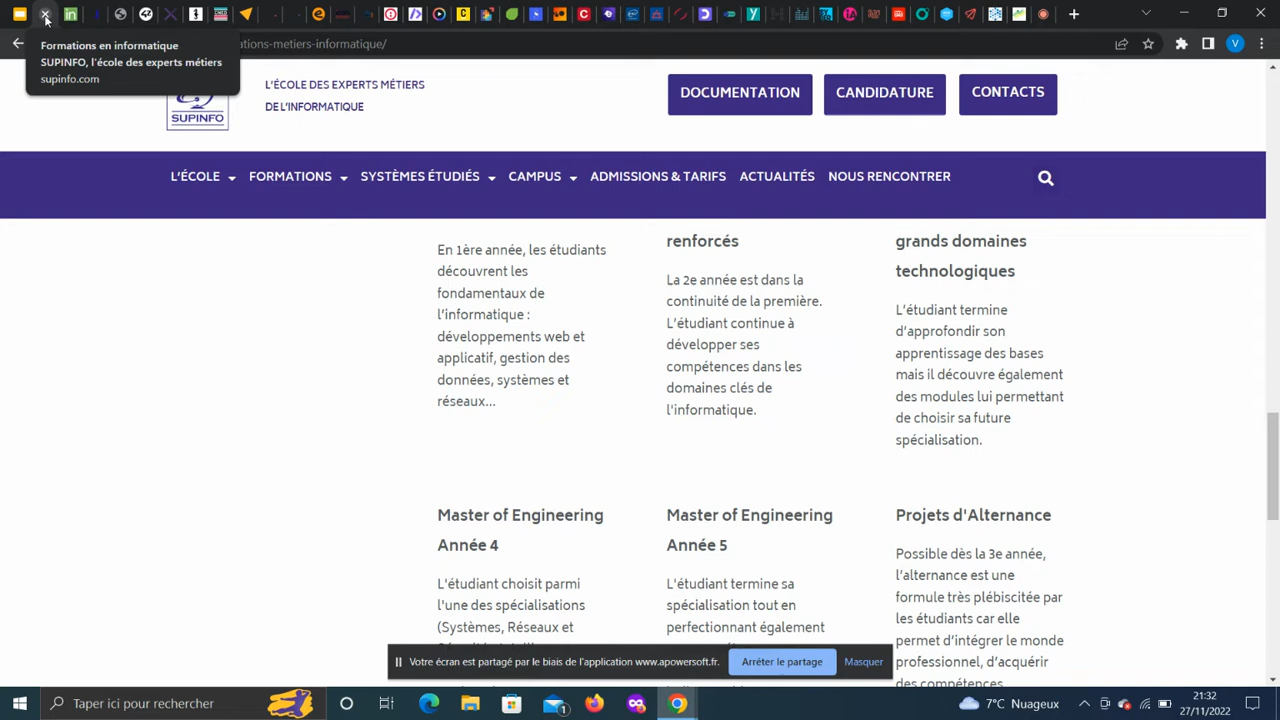 Formations en informatique
SUPINFO, l'école des experts métiers
supinfo.com
ations-metiers-informatique/
V
SUPINFO
L'ÉCOLE DES EXPERTS MÉTIERS
DE L'INFORMATIQUE
DOCUMENTATION
CANDIDATURE
CONTACTS
L'ÉCOLE
FORMATIONS
SYSTÈMES ÉTUDIÉS
CAMPUS
ADMISSIONS & TARIFS
ACTUALITÉS
NOUS RENCONTRER
En 1ère année, les étudiants
découvrent les
fondamentaux de
l'informatique :
développements web et
applicatif, gestion des
données, systèmes et
réseaux...
renforcés
La 2e année est dans la
continuité de la première.
L'étudiant continue à
développer ses
compétences dans les
domaines clés de
l'informatique.
grands domaines
technologiques
L'étudiant termine
d'approfondir son
apprentissage des bases
mais il découvre également
des modules lui permettant
de choisir sa future
spécialisation.
Master of Engineering
Année 4
L'étudiant choisit parmi
l'une des spécialisations
(Systèmes, Réseaux et
Master of Engineering
Année 5
L'étudiant termine sa
spécialisation tout en
perfectionnant également
Projets d'Alternance
Possible dès la 3e année,
l'alternance est une
formule très plébiscitée par
les étudiants car elle
permet d'intégrer le monde
professionnel, d'acquérir
des compétences
Votre écran est partagé par le biais de l'application www.apowersoft.fr.
Arrêter le partage
Masquer
Taper ici pour rechercher
1
7°C Nuageux
21:32
27/11/2022